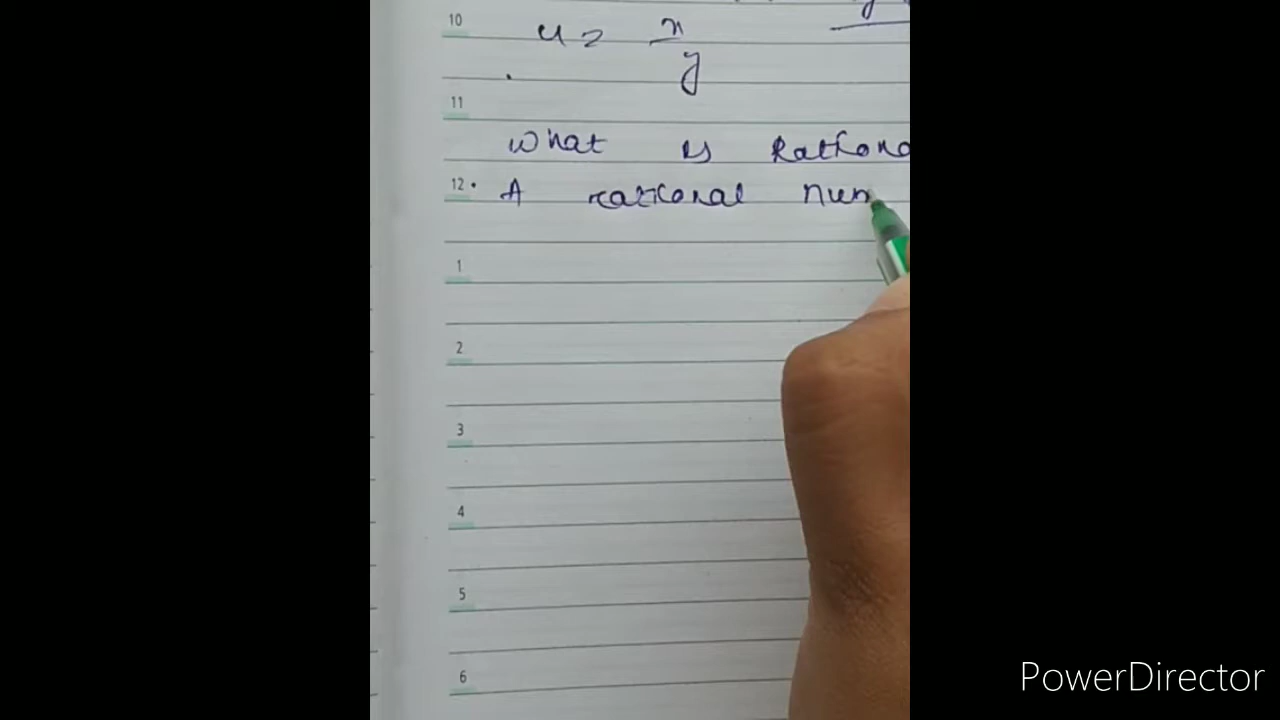 10
u = x
y
11
What is Rationa
12 A rational num
1
2
3
4
5
6
PowerDirector